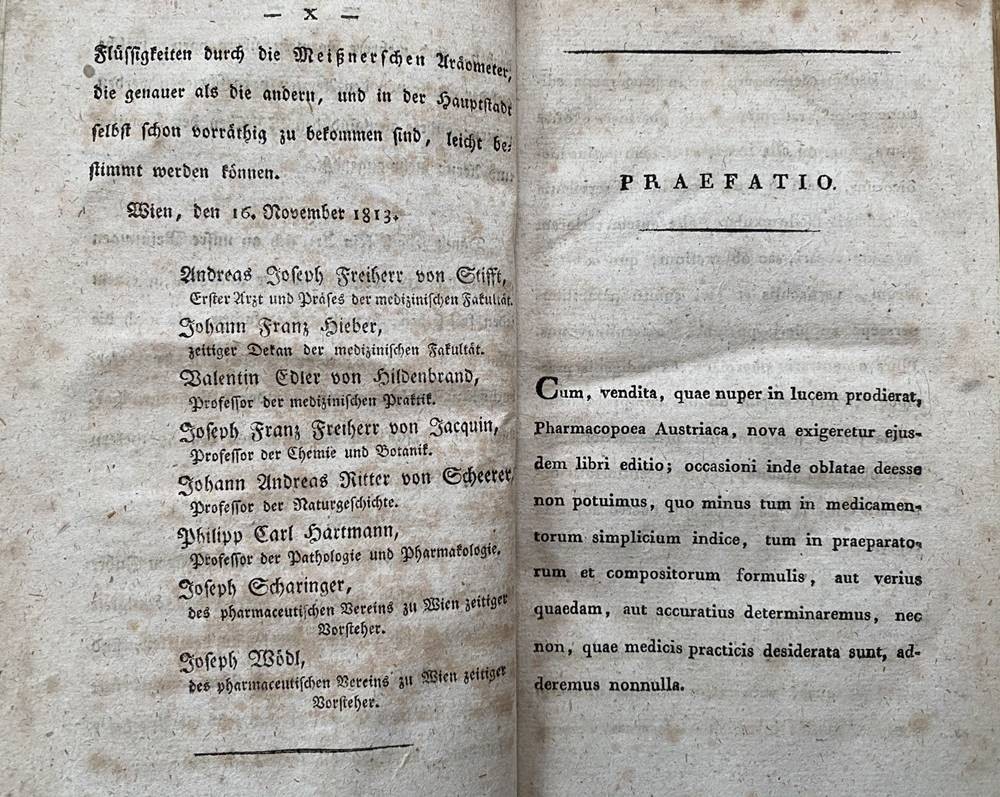 — X —
Flüssigkeiten durch die Meißnerschen Aräometer,
die genauer als die andern, und in der Hauptstadt
selbst schon vorräthig zu bekommen sind, leicht be-
stimmt werden können.
Wien, den 16. November 1813.
Andreas Joseph Freiherr von Stifft,
Erster Arzt und Präses der medizinischen Fakultät.
Johann Franz Hieber,
zeitiger Dekan der medizinischen Fakultät.
Valentin Edler von Hildenbrand,
Professor der medizinischen Praktik.
Joseph Franz Freiherr von Jacquin,
Professor der Chemie und Botanik.
Johann Andreas Ritter von Scheerer,
Professor der Naturgeschichte.
Philipp Carl Hartmann,
Professor der Pathologie und Pharmakologie.
Joseph Scharinger,
des pharmaceutischen Vereins zu Wien zeitiger
Vorsteher.
Joseph Wödl,
des pharmaceutischen Vereins zu Wien zeitiger
Vorsteher.
PRAEFATIO.
Cum, vendita, quae nuper in lucem prodierat,
Pharmacopoea Austriaca, nova exigeretur ejus-
dem libri editio; occasioni inde oblatae deesse
non potuimus, quo minus tum in medicamen-
torum simplicium indice, tum in praeparato-
rum et compositorum formulis, aut verius
quaedam, aut accuratius determinaremus, nec
non, quae medicis practicis desiderata sunt, ad-
deremus nonnulla.